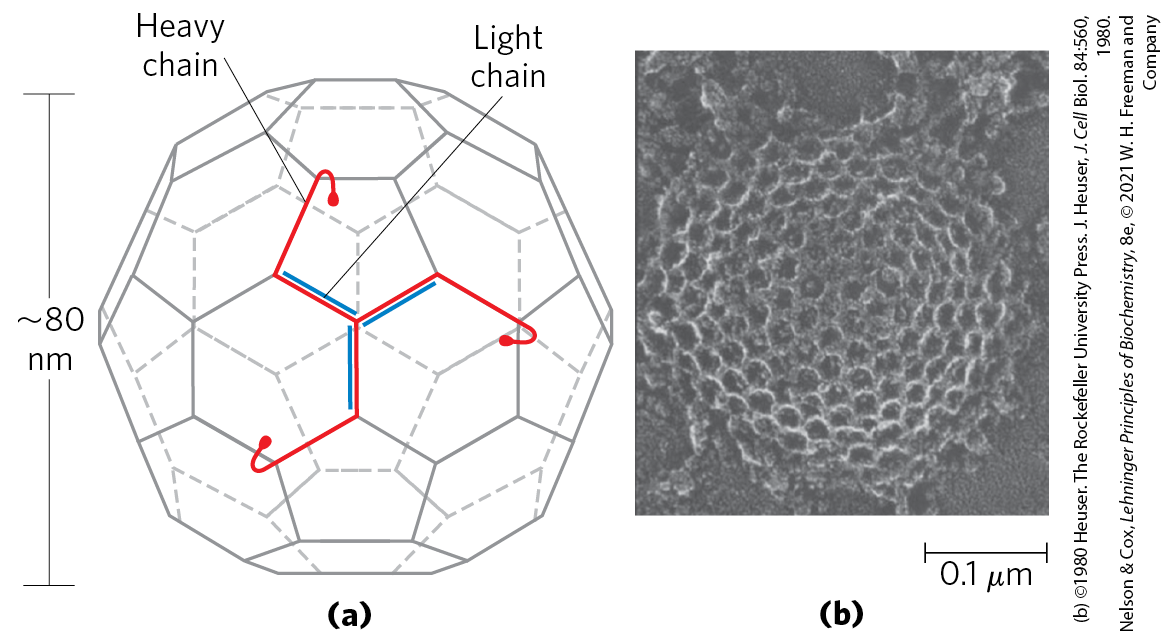 Heavy
chain
Light
chain
~80
nm
(a)
0.1 μm
(b)
(b) ©1980 Heuser. The Rockefeller University Press. J. Heuser, J. Cell Biol. 84:560,
1980.
Nelson & Cox, Lehninger Principles of Biochemistry, 8e, © 2021 W. H. Freeman and
Company